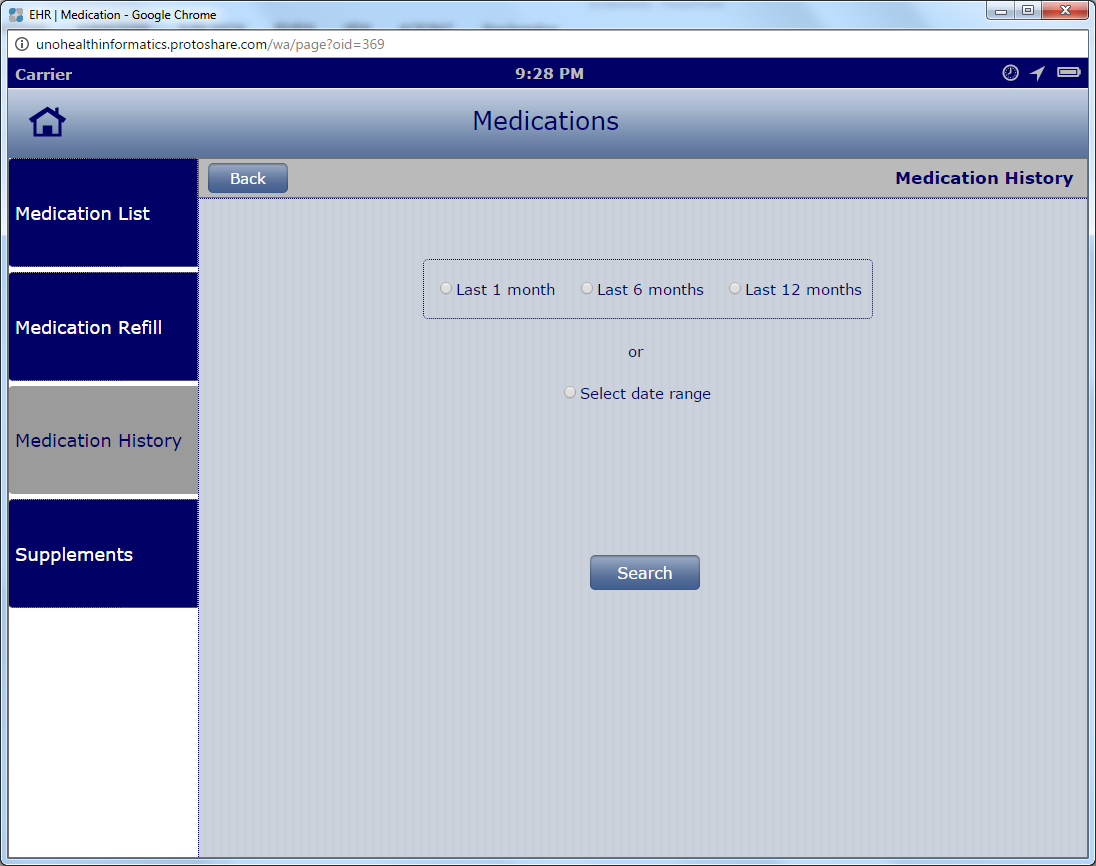 EHR | Medication - Google Chrome
unohealthinformatics.protoshare.com/wa/page?oid=369
Carrier 9:28 PM
Medications
Medication List
Medication Refill
Medication History
Supplements
Back Medication History
Last 1 month Last 6 months Last 12 months
or
Select date range
Search